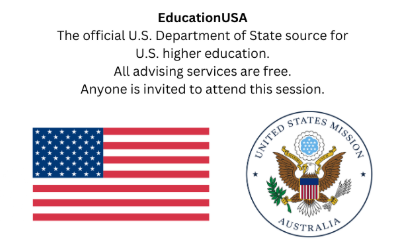 EducationUSA
The official U.S. Department of State source for
U.S. higher education.
All advising services are free.
Anyone is invited to attend this session.
UNITED STATES MISSION
AUSTRALIA